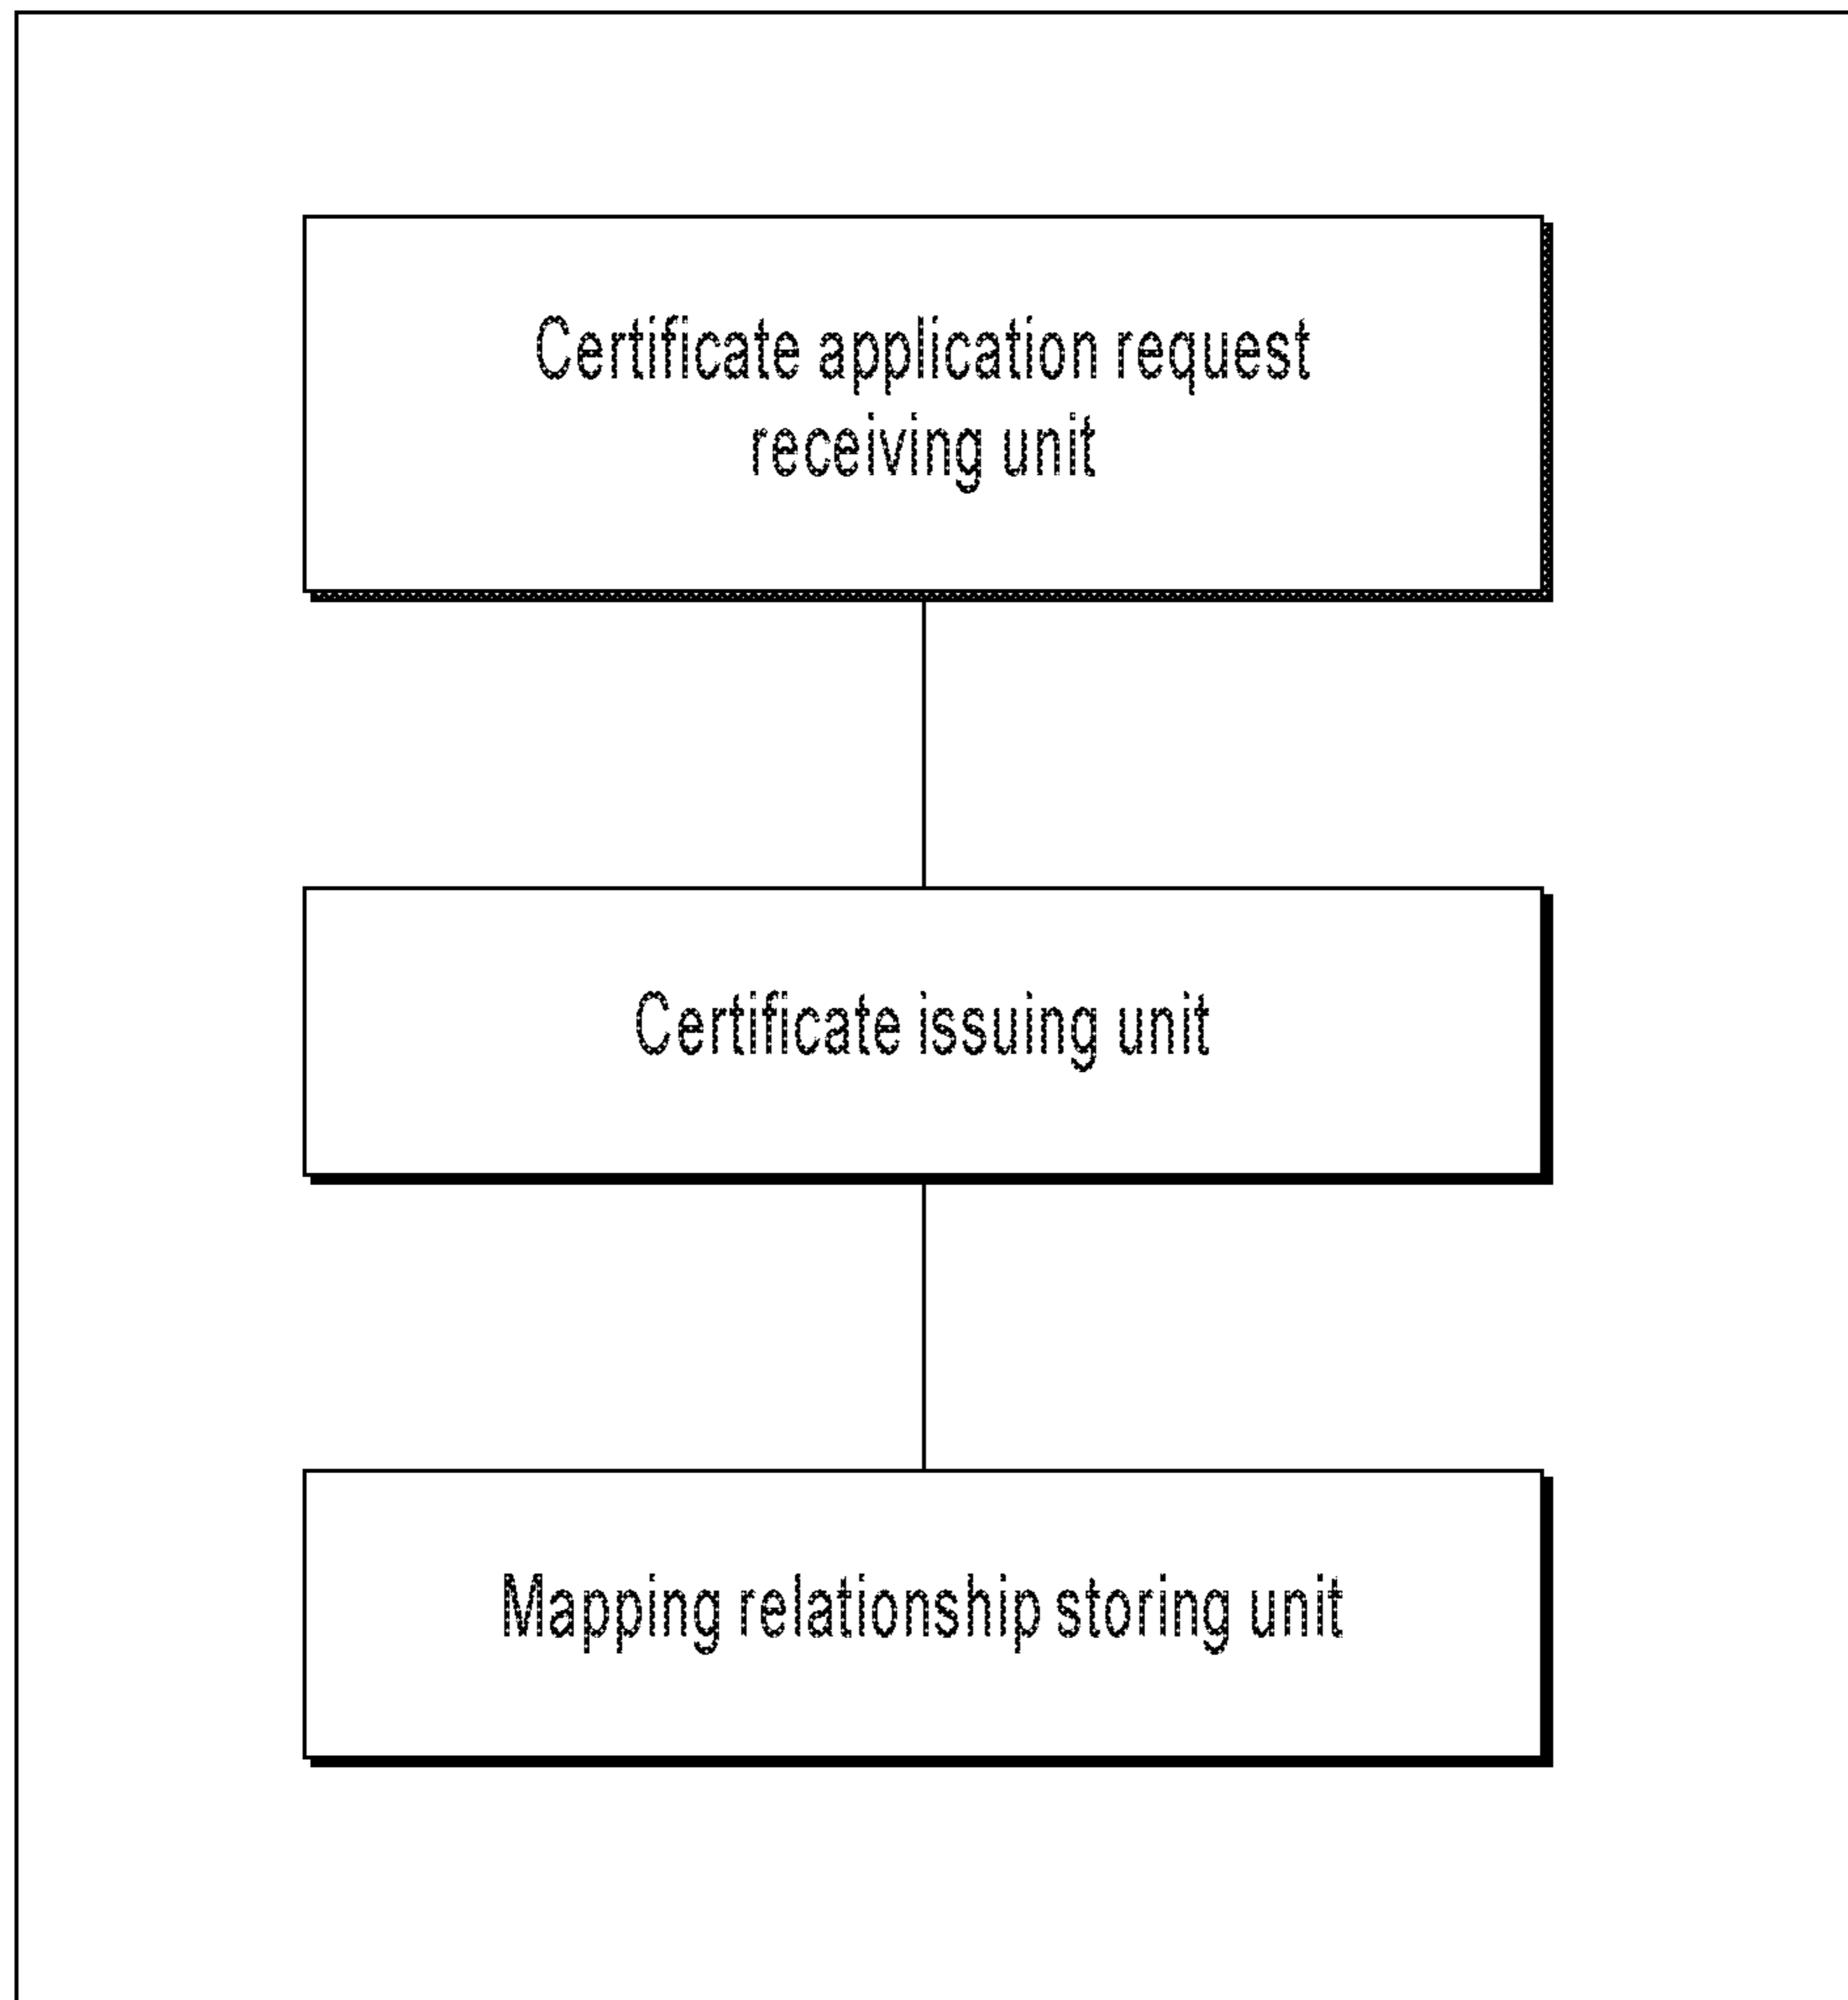 Certificate application request
receiving unit
Certificate issuing unit
Mapping relationship storing unit